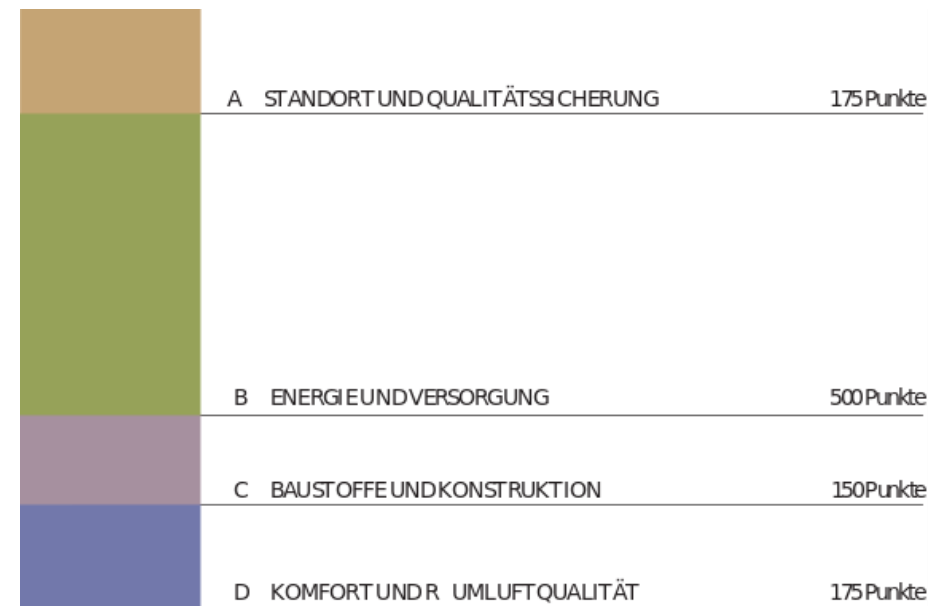 A STANDORT UND QUALITÄTSSICHERUNG 175 Punkte
B ENERGIE UND VERSORGUNG 500 Punkte
C BAUSTOFFE UND KONSTRUKTION 150 Punkte
D KOMFORT UND R UMLUFTQUALITÄT 175 Punkte